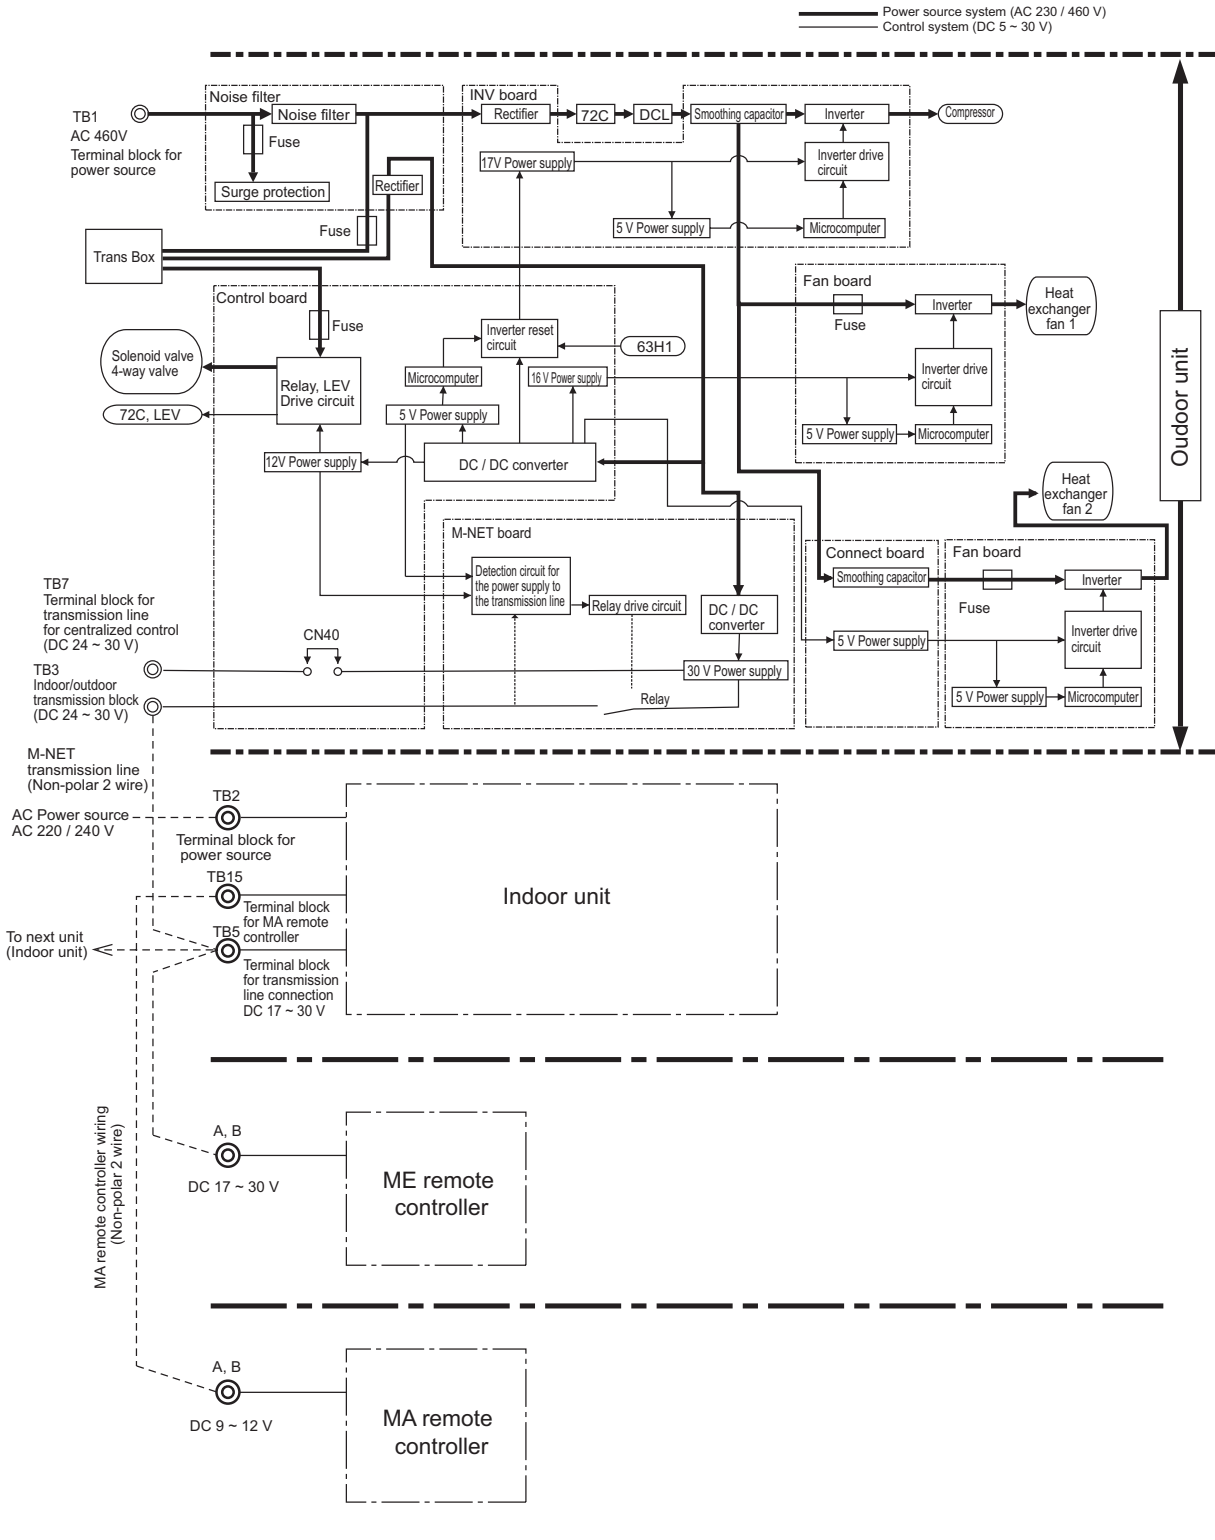 Power source system (AC 230 / 460 V)
Control system (DC 5 ~ 30 V)
TB1
AC 460V
Terminal block for
power source
Noise filter
Noise filter
Fuse
Surge protection
Rectifier
Fuse
Trans Box
INV board
Rectifier
72C
DCL
Smoothing capacitor
Inverter
Compressor
17V Power supply
Inverter drive
circuit
5 V Power supply
Microcomputer
Fan board
Fuse
Inverter
Heat
exchanger
fan 1
Inverter drive
circuit
5 V Power supply
Microcomputer
Oudoor unit
Control board
Fuse
Solenoid valve
4-way valve
72C, LEV
Relay, LEV
Drive circuit
12V Power supply
Inverter reset
circuit
63H1
Microcomputer
16 V Power supply
5 V Power supply
DC / DC converter
Heat
exchanger
fan 2
M-NET board
Detection circuit for
the power supply to
the transmission line
Relay drive circuit
DC / DC
converter
30 V Power supply
Relay
Connect board
Smoothing capacitor
5 V Power supply
Fan board
Fuse
Inverter
Inverter drive
circuit
5 V Power supply
Microcomputer
TB7
Terminal block for
transmission line
for centralized control
(DC 24 ~ 30 V)
CN40
TB3
Indoor/outdoor
transmission block
(DC 24 ~ 30 V)
M-NET
transmission line
(Non-polar 2 wire)
AC Power source
AC 220 / 240 V
TB2
Terminal block for
power source
TB15
Terminal block
for MA remote
controller
To next unit
(Indoor unit)
TB5
Terminal block
for transmission
line connection
DC 17 ~ 30 V
Indoor unit
MA remote controller wiring
(Non-polar 2 wire)
A, B
DC 17 ~ 30 V
ME remote
controller
A, B
DC 9 ~ 12 V
MA remote
controller